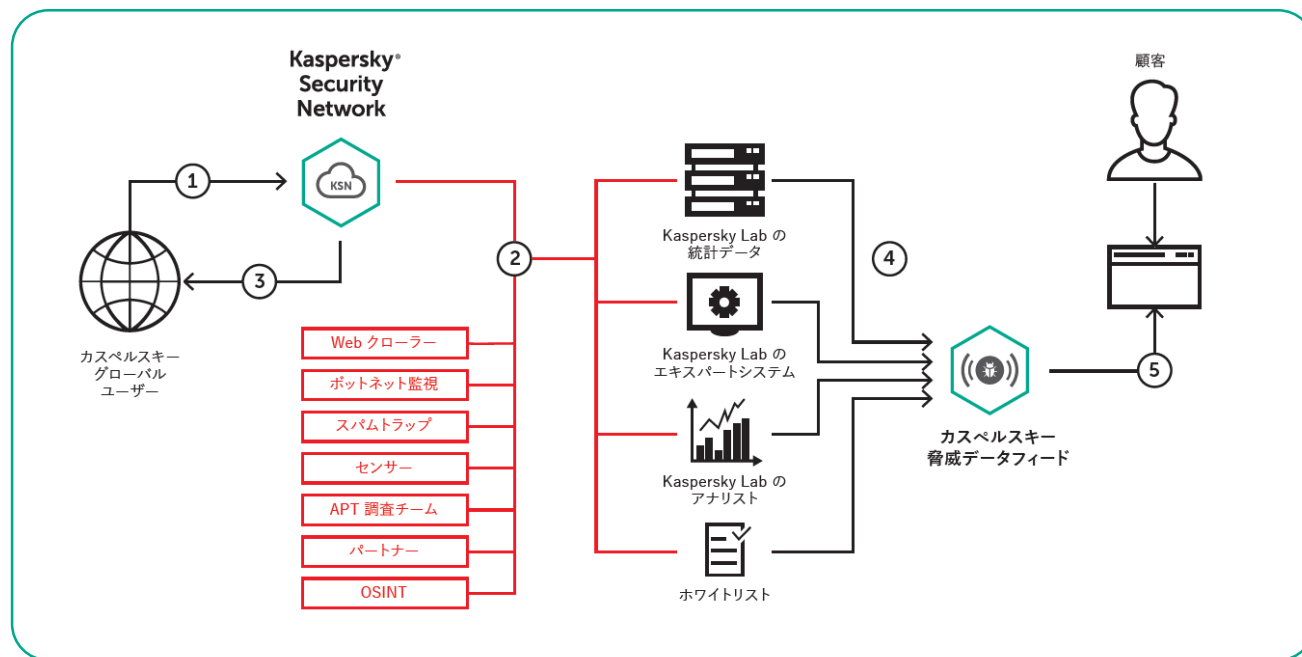 Kaspersky®
Security
Network
KSN
1
3
カスペルスキー
グローバル
ユーザー
2
Web クローラー
ボットネット監視
スパムトラップ
センサー
APT 調査チーム
パートナー
OSINT
Kaspersky Lab の
統計データ
Kaspersky Lab の
エキスパートシステム
Kaspersky Lab の
アナリスト
ホワイトリスト
4
カスペルスキー
脅威データフィード
顧客
5